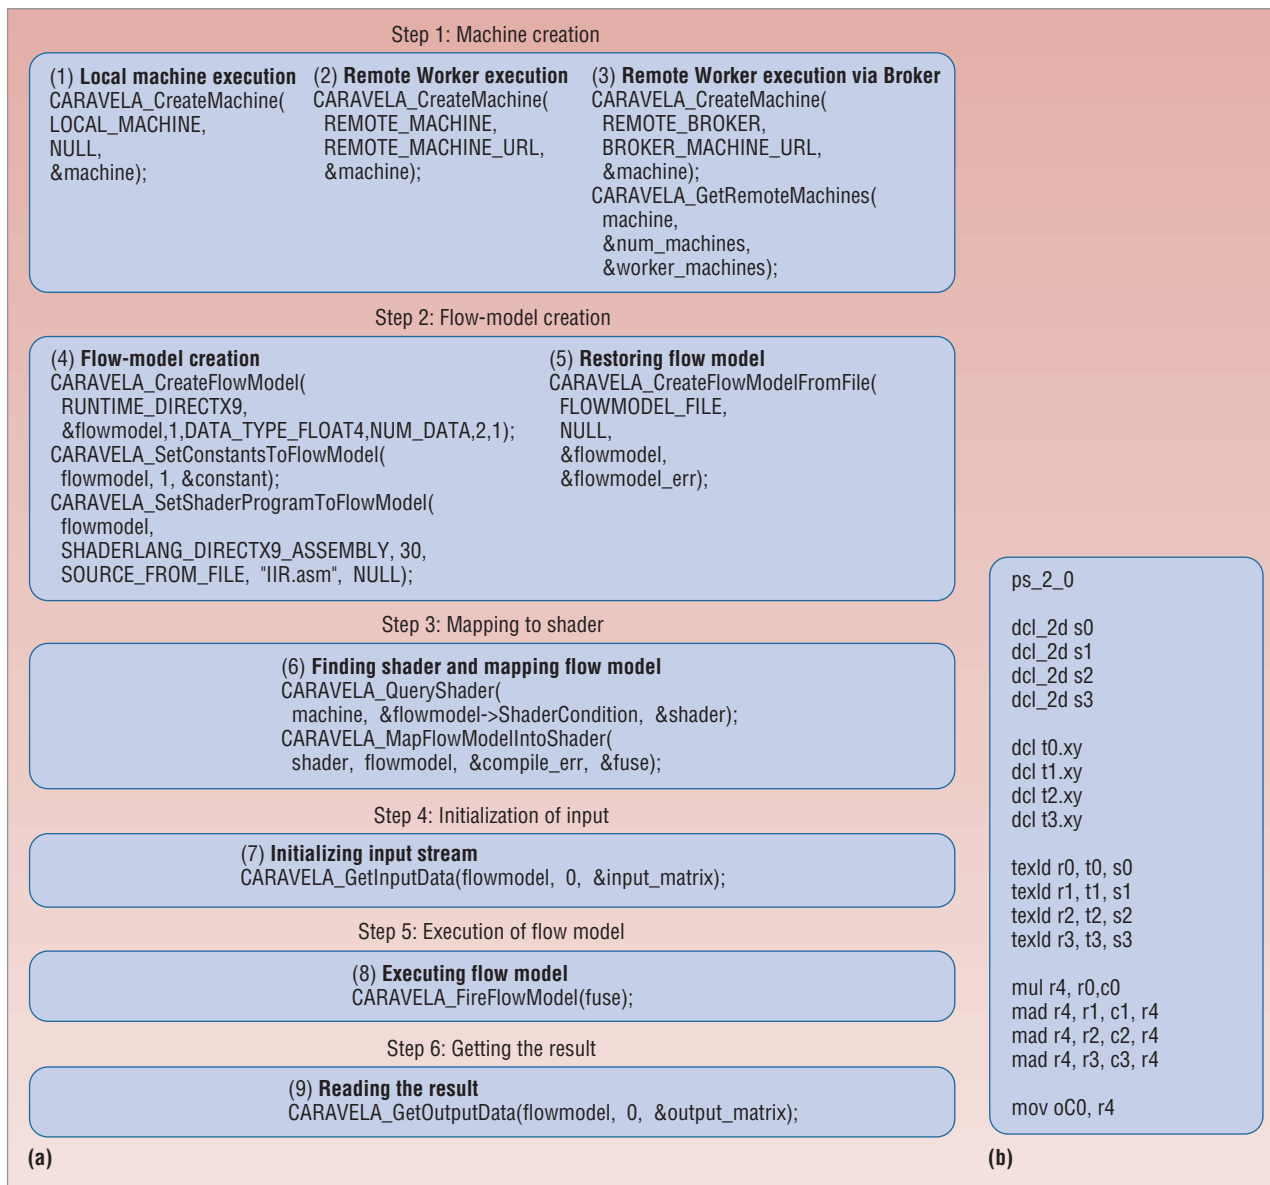 Step 1: Machine creation
(1) Local machine execution
CARAVELA_CreateMachine(
LOCAL_MACHINE,
NULL,
&machine);
(2) Remote Worker execution
CARAVELA_CreateMachine(
REMOTE_MACHINE,
REMOTE_MACHINE_URL,
&machine);
(3) Remote Worker execution via Broker
CARAVELA_CreateMachine(
REMOTE_BROKER,
BROKER_MACHINE_URL,
&machine);
CARAVELA_GetRemoteMachines(
machine,
&num_machines,
&worker_machines);
Step 2: Flow-model creation
(4) Flow-model creation
CARAVELA_CreateFlowModel(
RUNTIME_DIRECTX9,
&flowmodel,1,DATA_TYPE_FLOAT4,NUM_DATA,2,1);
CARAVELA_SetConstantsToFlowModel(
flowmodel, 1, &constant);
CARAVELA_SetShaderProgramToFlowModel(
flowmodel,
SHADERLANG_DIRECTX9_ASSEMBLY, 30,
SOURCE_FROM_FILE, "IIR.asm", NULL);
(5) Restoring flow model
CARAVELA_CreateFlowModelFromFile(
FLOWMODEL_FILE,
NULL,
&flowmodel,
&flowmodel_err);
Step 3: Mapping to shader
(6) Finding shader and mapping flow model
CARAVELA_QueryShader(
machine, &flowmodel->ShaderCondition, &shader);
CARAVELA_MapFlowModelIntoShader(
shader, flowmodel, &compile_err, &fuse);
Step 4: Initialization of input
(7) Initializing input stream
CARAVELA_GetInputData(flowmodel, 0, &input_matrix);
Step 5: Execution of flow model
(8) Executing flow model
CARAVELA_FireFlowModel(fuse);
Step 6: Getting the result
(9) Reading the result
CARAVELA_GetOutputData(flowmodel, 0, &output_matrix);
(a)
ps_2_0
dcl_2d s0
dcl_2d s1
dcl_2d s2
dcl_2d s3
dcl t0.xy
dcl t1.xy
dcl t2.xy
dcl t3.xy
texld r0, t0, s0
texld r1, t1, s1
texld r2, t2, s2
texld r3, t3, s3
mul r4, r0,c0
mad r4, r1, c1, r4
mad r4, r2, c2, r4
mad r4, r3, c3, r4
mov oC0, r4
(b)